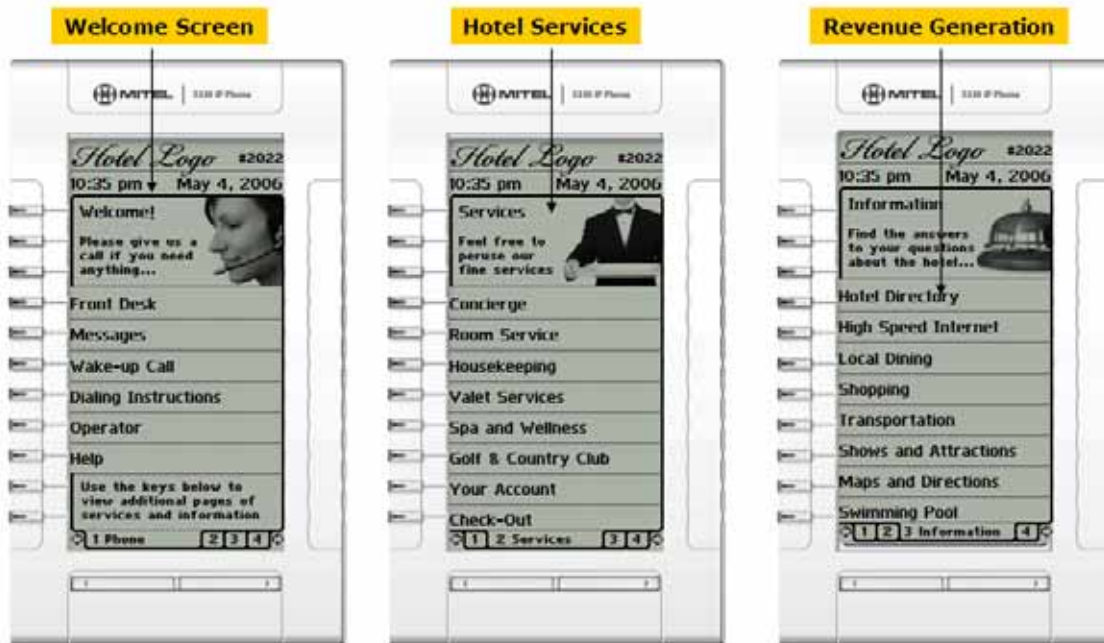 Welcome Screen
MITEL
Hotel Logo #2022
10:35 pm May 4, 2006
Welcome!
Please give us a
call if you need
anything...
Front Desk
Messages
Wake-up Call
Dialing Instructions
Operator
Help
Use the keys below to
view additional pages of
services and information
1 Phone 2 3 4
Hotel Services
MITEL
Hotel Logo #2022
10:35 pm May 4, 2006
Services
Feel free to
peruse our
fine services
Concierge
Room Service
Housekeeping
Valet Services
Spa and Wellness
Golf & Country Club
Your Account
Check-Out
1 2 Services 3 4
Revenue Generation
MITEL
Hotel Logo #2022
10:35 pm May 4, 2006
Information
Find the answers
to your questions
about the hotel...
Hotel Directory
High Speed Internet
Local Dining
Shopping
Transportation
Shows and Attractions
Maps and Directions
Swimming Pool
1 2 3 Information 4